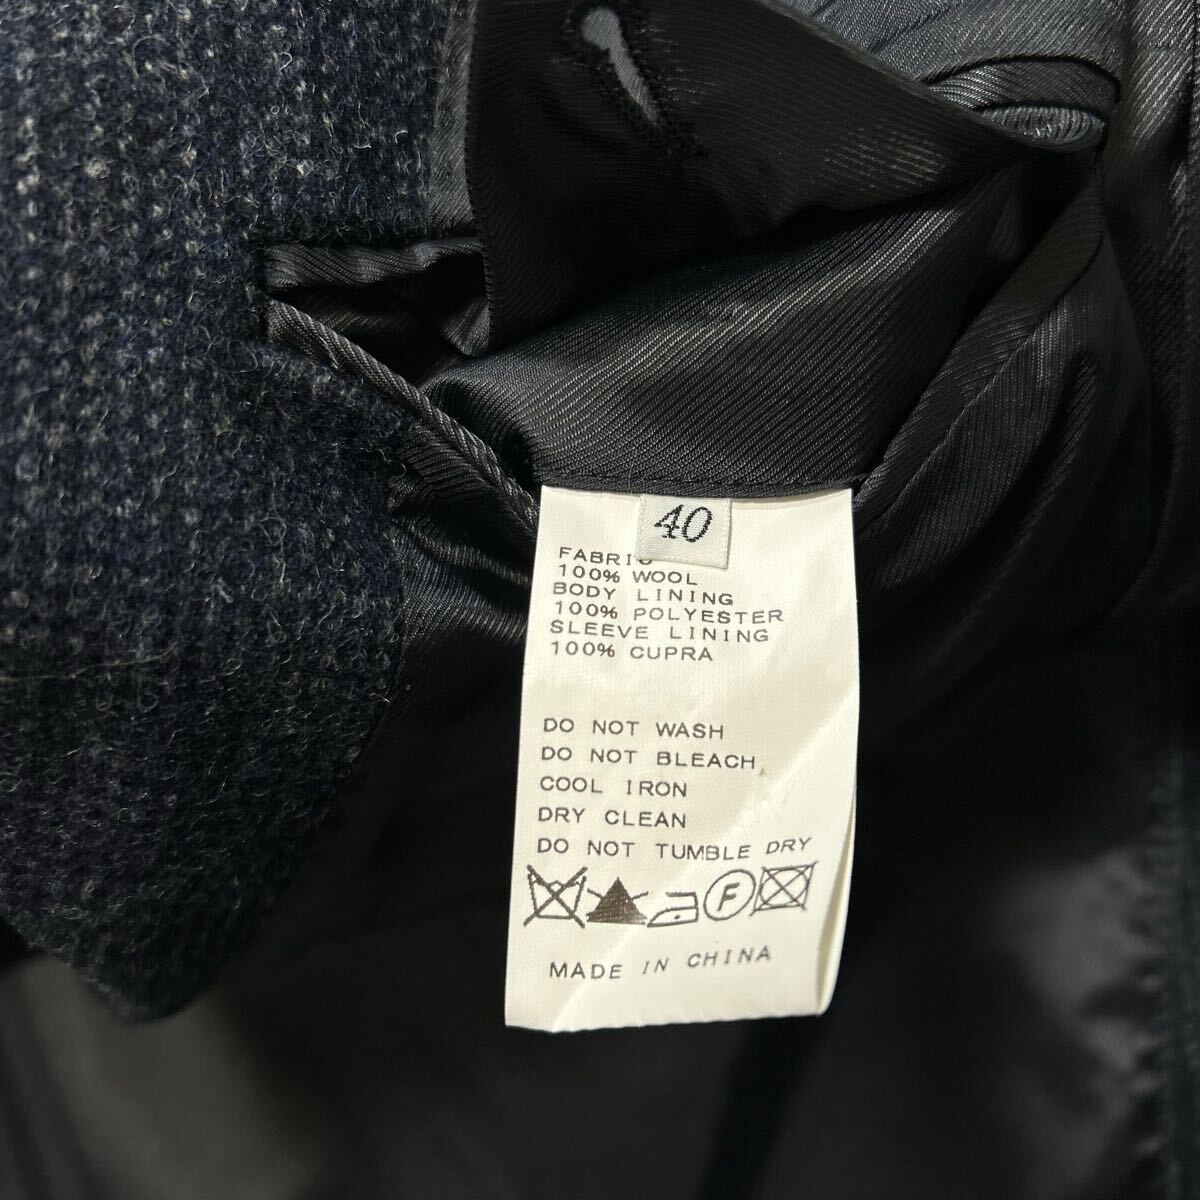 40
FABRIC
100% WOOL
BODY LINING
100% POLYESTER
SLEEVE LINING
100% CUPRA
DO NOT WASH
DO NOT BLEACH
COOL IRON
DRY CLEAN
DO NOT TUMBLE DRY
F
MADE IN CHINA